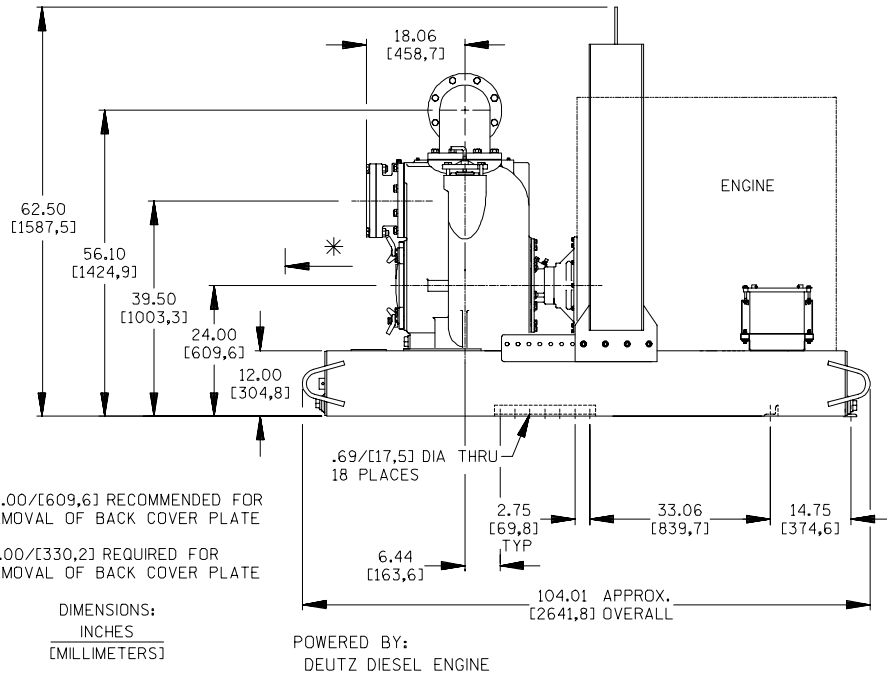 18.06
[458,7]
ENGINE
62.50
[1587,5]
56.10
[1424,9]
*
39.50
[1003,3]
24.00
[609,6]
12.00
[304,8]
.69/[17,5] DIA THRU
18 PLACES
.00/[609,6] RECOMMENDED FOR
MOVAL OF BACK COVER PLATE
.00/[330,2] REQUIRED FOR
MOVAL OF BACK COVER PLATE
2.75
[69,8]
TYP
33.06
[839,7]
14.75
[374,6]
6.44
[163,6]
104.01 APPROX.
[2641,8] OVERALL
DIMENSIONS:
INCHES
[MILLIMETERS]
POWERED BY:
DEUTZ DIESEL ENGINE